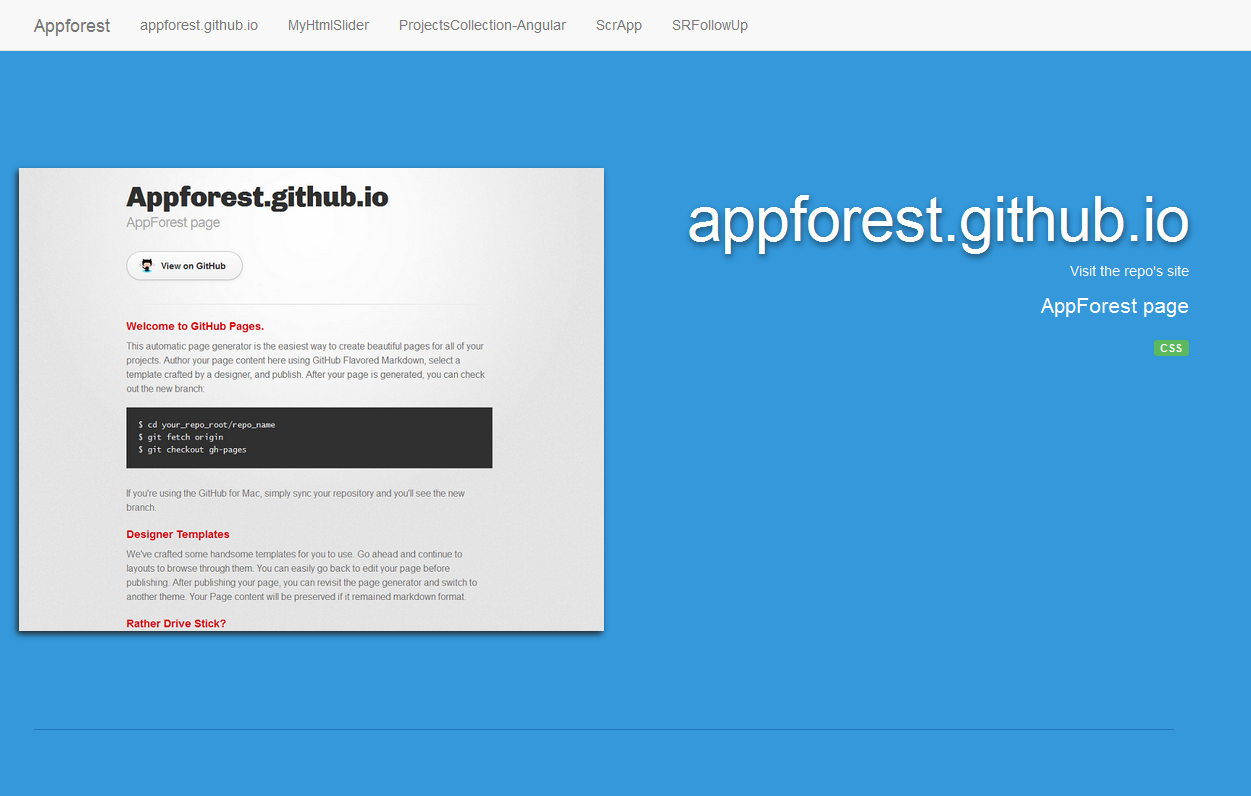 Appforest appforest.github.io MyHtmlSlider ProjectsCollection-Angular ScrApp SRFollowUp
Appforest.github.io
AppForest page
View on GitHub
Welcome to GitHub Pages.
This automatic page generator is the easiest way to create beautiful pages for all of your
projects. Author your page content here using GitHub Flavored Markdown, select a
template crafted by a designer, and publish. After your page is generated, you can check
out the new branch:
$ cd your_repo_root/repo_name
$ git fetch origin
$ git checkout gh-pages
If you're using the GitHub for Mac, simply sync your repository and you'll see the new
branch.
Designer Templates
We've crafted some handsome templates for you to use. Go ahead and continue to
layouts to browse through them. You can easily go back to edit your page before
publishing. After publishing your page, you can revisit the page generator and switch to
another theme. Your Page content will be preserved if it remained markdown format.
Rather Drive Stick?
appforest.github.io
Visit the repo's site
AppForest page
CSS